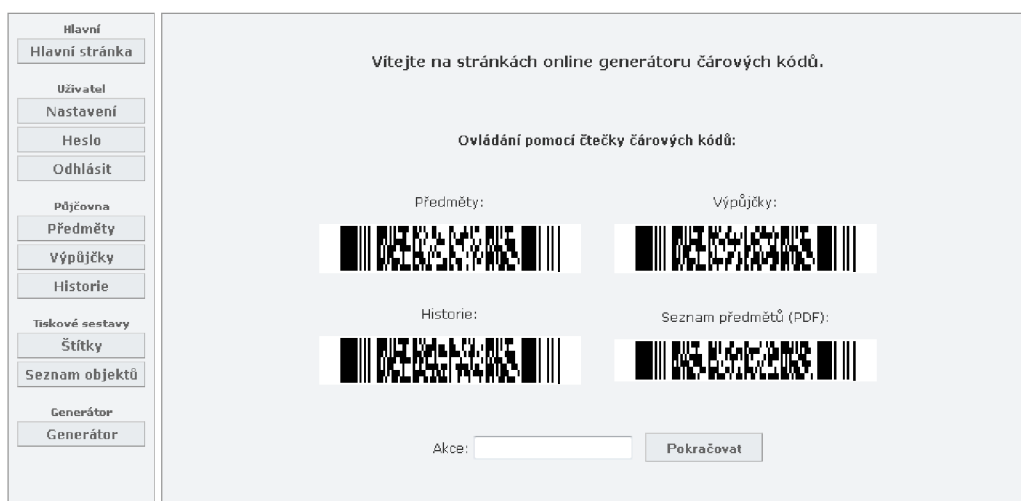 Hlavní
Hlavní stránka
Uživatel
Nastavení
Heslo
Odhlásit
Půjčovna
Předměty
Výpůjčky
Historie
Tiskové sestavy
Štítky
Seznam objektů
Generátor
Generátor
Vítejte na stránkách online generátoru čárových kódů.
Ovládání pomocí čtečky čárových kódů:
Předměty:
Výpůjčky:
Historie:
Seznam předmětů (PDF):
Akce:
Pokračovat